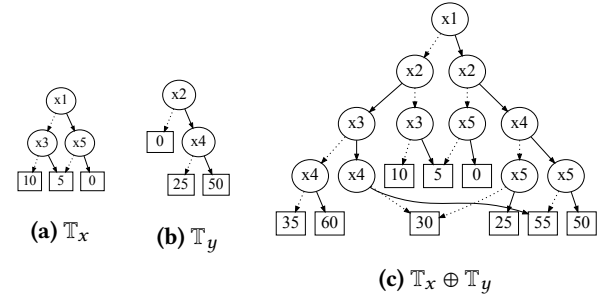 x1
x2 x2
x1 x2 x3 x3 x5 x4
x3 x5 0 x4 x4 x4 10 5 0 x5 x5
10 5 0 25 50 35 60 30 25 55 50
(a) 𝕋x (b) 𝕋y
(c) 𝕋x ⊕ 𝕋y